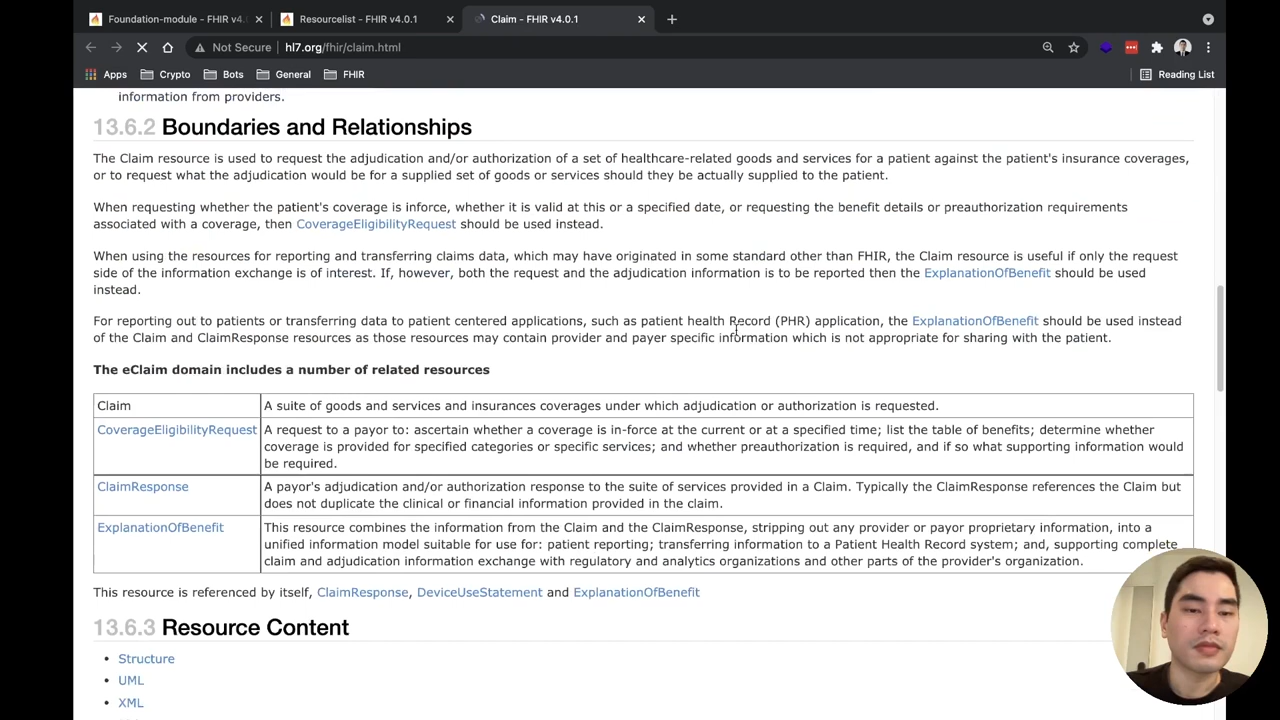 Foundation-module – FHIR v4.
Resourcelist - FHIR v4.0.1
Claim - FHIR v4.0.1
Not Secure
hl7.org/fhir/claim.html
Apps
Crypto
Bots
General
FHIR
Reading List
information from providers.
13.6.2 Boundaries and Relationships
The Claim resource is used to request the adjudication and/or authorization of a set of healthcare-related goods and services for a patient against the patient's insurance coverages,
or to request what the adjudication would be for a supplied set of goods or services should they be actually supplied to the patient.
When requesting whether the patient's coverage is inforce, whether it is valid at this or a specified date, or requesting the benefit details or preauthorization requirements
associated with a coverage, then CoverageEligibilityRequest should be used instead.
When using the resources for reporting and transferring claims data, which may have originated in some standard other than FHIR, the Claim resource is useful if only the request
side of the information exchange is of interest. If, however, both the request and the adjudication information is to be reported then the ExplanationOfBenefit should be used
instead.
For reporting out to patients or transferring data to patient centered applications, such as patient health Record (PHR) application, the ExplanationOfBenefit should be used instead
of the Claim and ClaimResponse resources as those resources may contain provider and payer specific information which is not appropriate for sharing with the patient.
The eClaim domain includes a number of related resources
Claim
A suite of goods and services and insurances coverages under which adjudication or authorization is requested.
CoverageEligibilityRequest
A request to a payor to: ascertain whether a coverage is in-force at the current or at a specified time; list the table of benefits; determine whether
coverage is provided for specified categories or specific services; and whether preauthorization is required, and if so what supporting information would
be required.
ClaimResponse
A payor's adjudication and/or authorization response to the suite of services provided in a Claim. Typically the ClaimResponse references the Claim but
does not duplicate the clinical or financial information provided in the claim.
ExplanationOfBenefit
This resource combines the information from the Claim and the ClaimResponse, stripping out any provider or payor proprietary information, into a
unified information model suitable for use for: patient reporting; transferring information to a Patient Health Record system; and, supporting complete
claim and adjudication information exchange with regulatory and analytics organizations and other parts of the provider's organization.
This resource is referenced by itself, ClaimResponse, DeviceUseStatement and ExplanationOfBenefit
13.6.3 Resource Content
• Structure
• UML
• XML